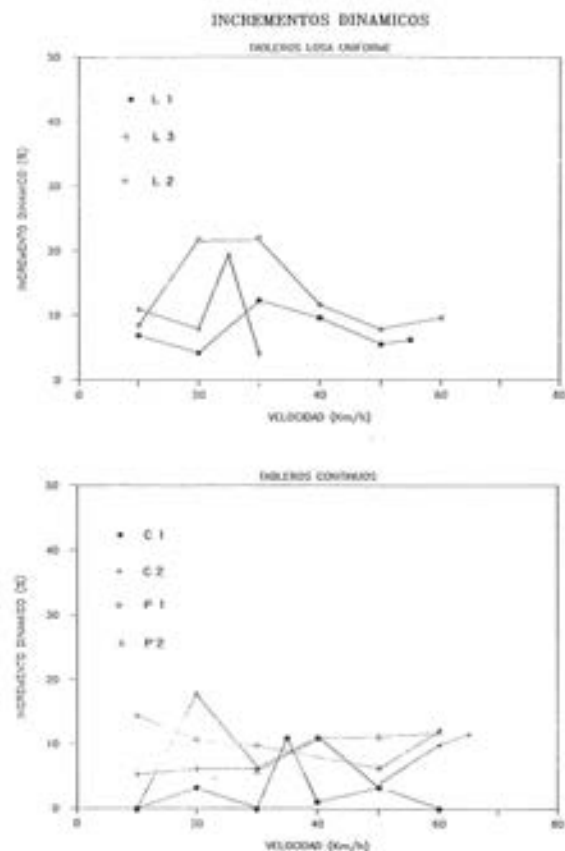 INCREMENTOS DINAMICOS
TABLEROS LOSA UNIFORME
50
40
30
20
10
0
INCREMENTO DINAMICO (%)
L 1
L 3
L 2
0 20 40 60 80
VELOCIDAD (Km/h)
TABLEROS CONTINUOS
50
40
30
20
10
0
INCREMENTO DINAMICO (%)
C 1
C 2
P 1
P 2
0 20 40 60 80
VELOCIDAD (Km/h)